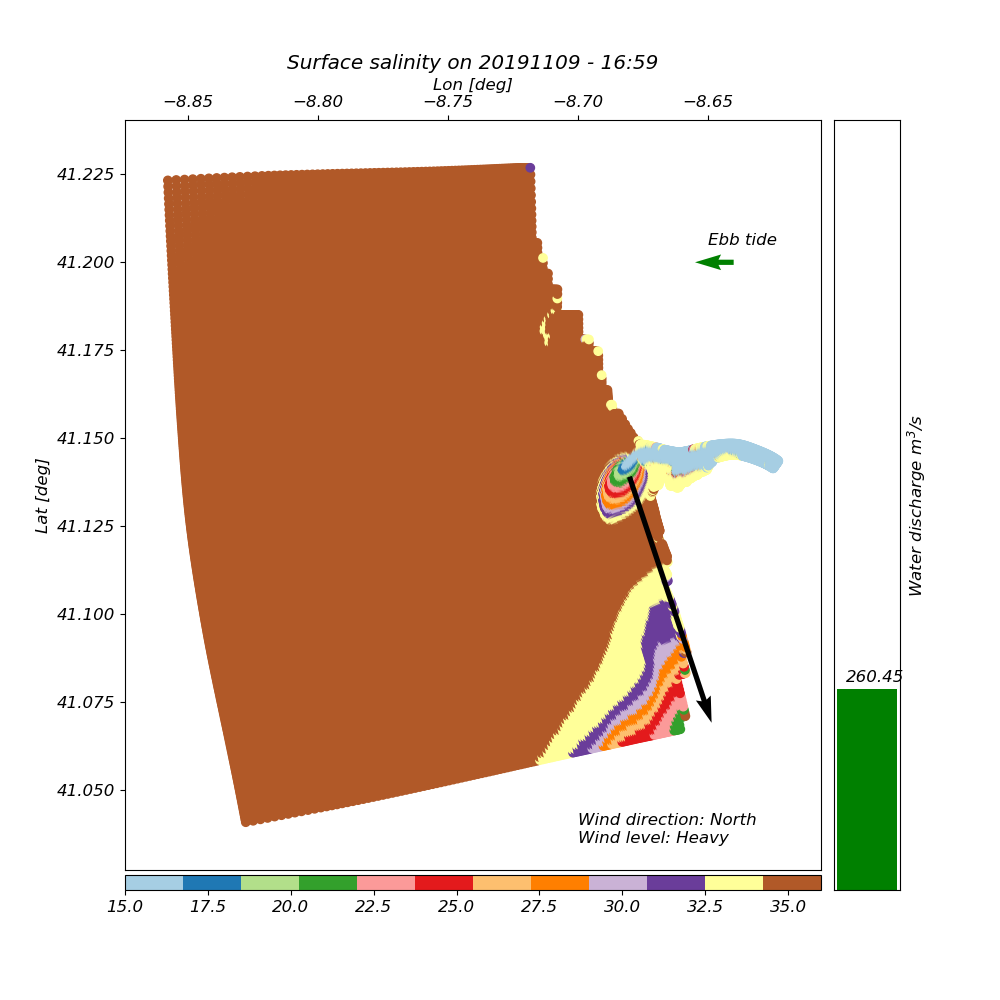 Surface salinity on 20191109 - 16:59
Lon [deg]
−8.85 −8.80 −8.75 −8.70 −8.65
41.225
41.200
41.175
41.150
41.125
41.100
41.075
41.050
Lat [deg]
Ebb tide
Wind direction: North
Wind level: Heavy
15.0 17.5 20.0 22.5 25.0 27.5 30.0 32.5 35.0
260.45
Water discharge m³/s